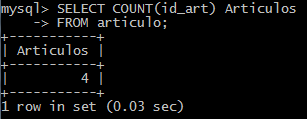 mysql> SELECT COUNT(id_art) Articulos
    -> FROM articulo;
+-----------+
| Articulos |
+-----------+
|         4 |
+-----------+
1 row in set (0.03 sec)